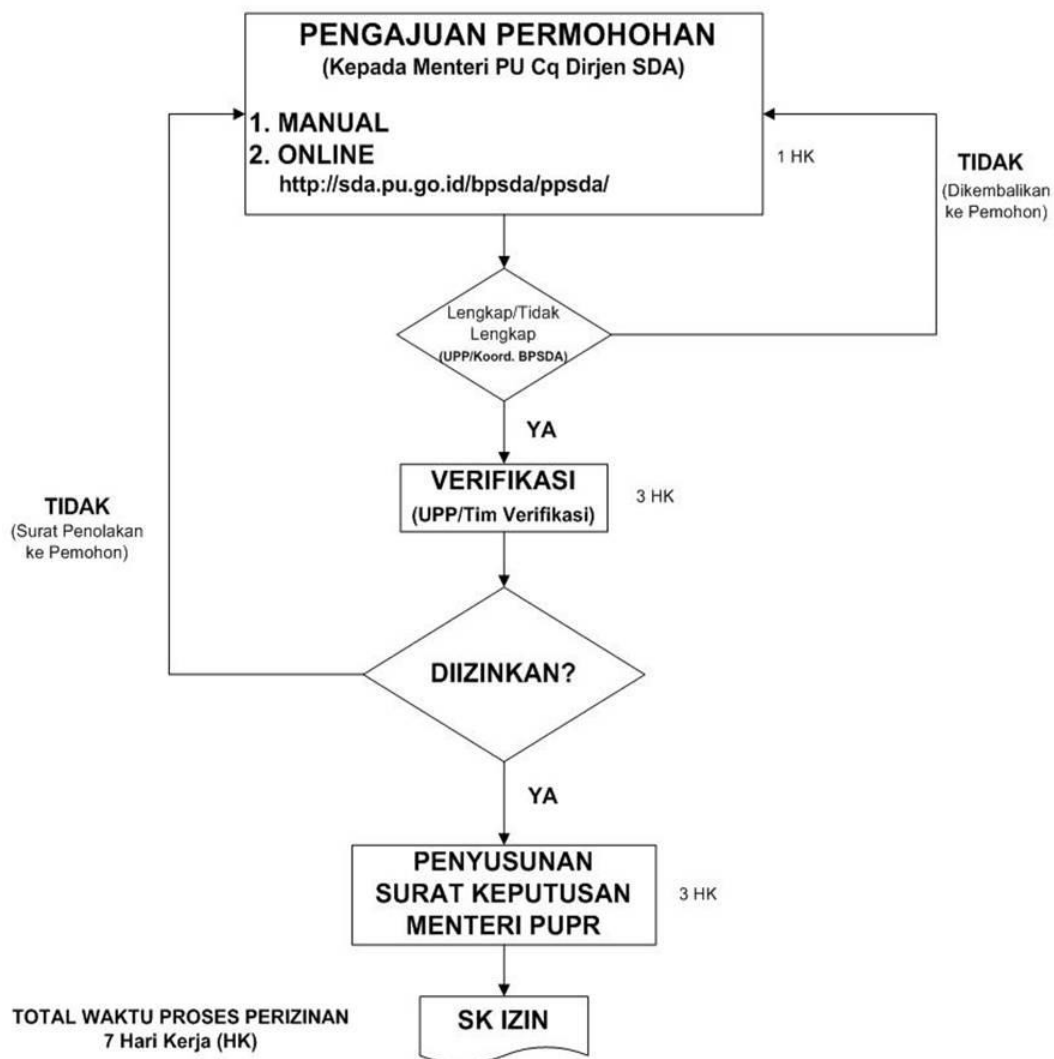 PENGAJUAN PERMOHOHAN
(Kepada Menteri PU Cq Dirjen SDA)
1. MANUAL
2. ONLINE
http://sda.pu.go.id/bpsda/ppsda/
1 HK
TIDAK
(Dikembalikan
ke Pemohon)
Lengkap/Tidak
Lengkap
(UPP/Koord. BPSDA)
YA
VERIFIKASI
(UPP/Tim Verifikasi)
3 HK
TIDAK
(Surat Penolakan
ke Pemohon)
DIIZINKAN?
YA
PENYUSUNAN
SURAT KEPUTUSAN
MENTERI PUPR
3 HK
SK IZIN
TOTAL WAKTU PROSES PERIZINAN
7 Hari Kerja (HK)